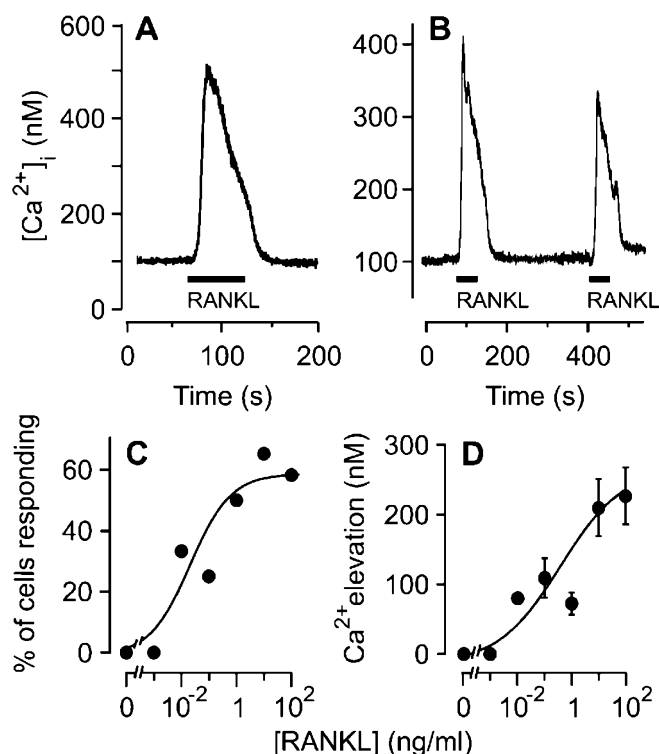 A
B
600
400
200
0
[Ca2+]i (nM)
RANKL
0 100 200
Time (s)
400
300
200
100
RANKL RANKL
0 200 400
Time (s)
C
D
% of cells responding
60
40
20
0
0 10-2 1 102
Ca2+ elevation (nM)
300
200
100
0
0 10-2 1 102
[RANKL] (ng/ml)